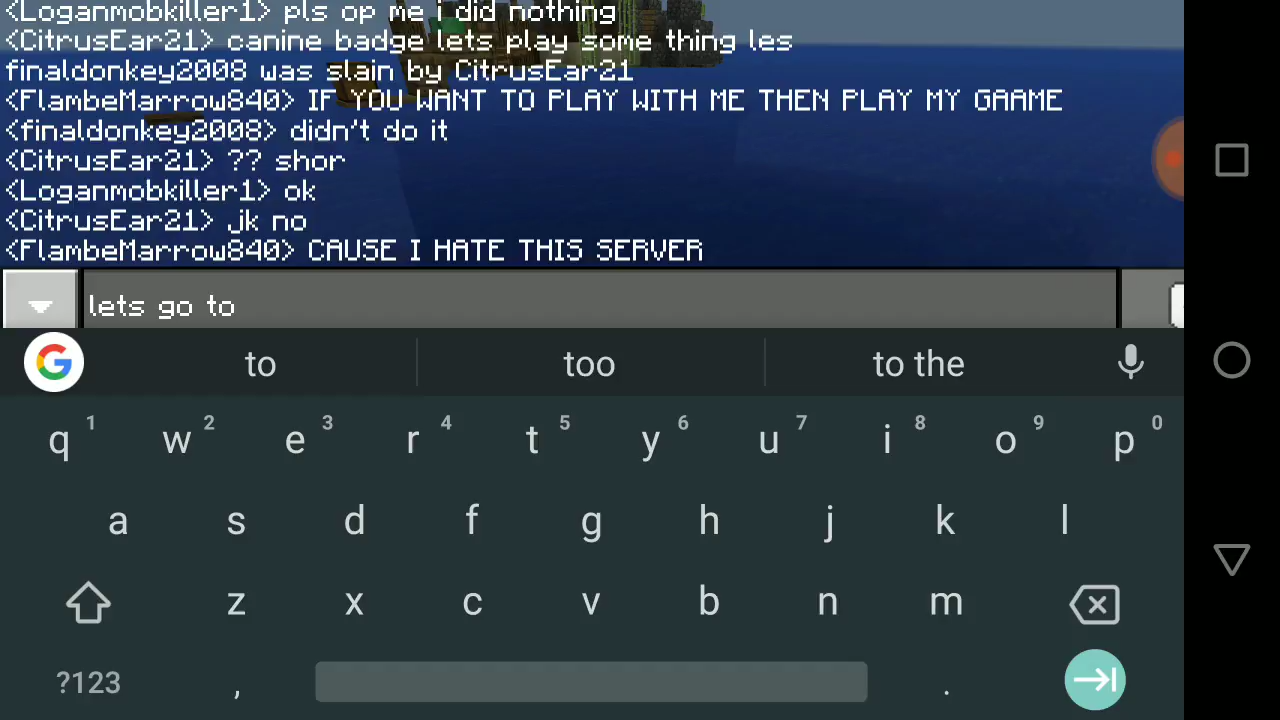 <Loganmobkiller1> pls op me i did nothing
<CitrusEar21> canine badge lets play some thing les
finaldonkey2008 was slain by CitrusEar21
<FlambeMarrow840> IF YOU WANT TO PLAY WITH ME THEN PLAY MY GAAME
<finaldonkey2008> didn't do it
<CitrusEar21> ?? shor
<Loganmobkiller1> ok
<CitrusEar21> jk no
<FlambeMarrow840> CAUSE I HATE THIS SERVER
lets go to
G to too to the
q 1 w 2 e 3 r 4 t 5 y 6 u 7 i 8 o 9 p 0
a s d f g h j k l
z x c v b n m
?123 , .